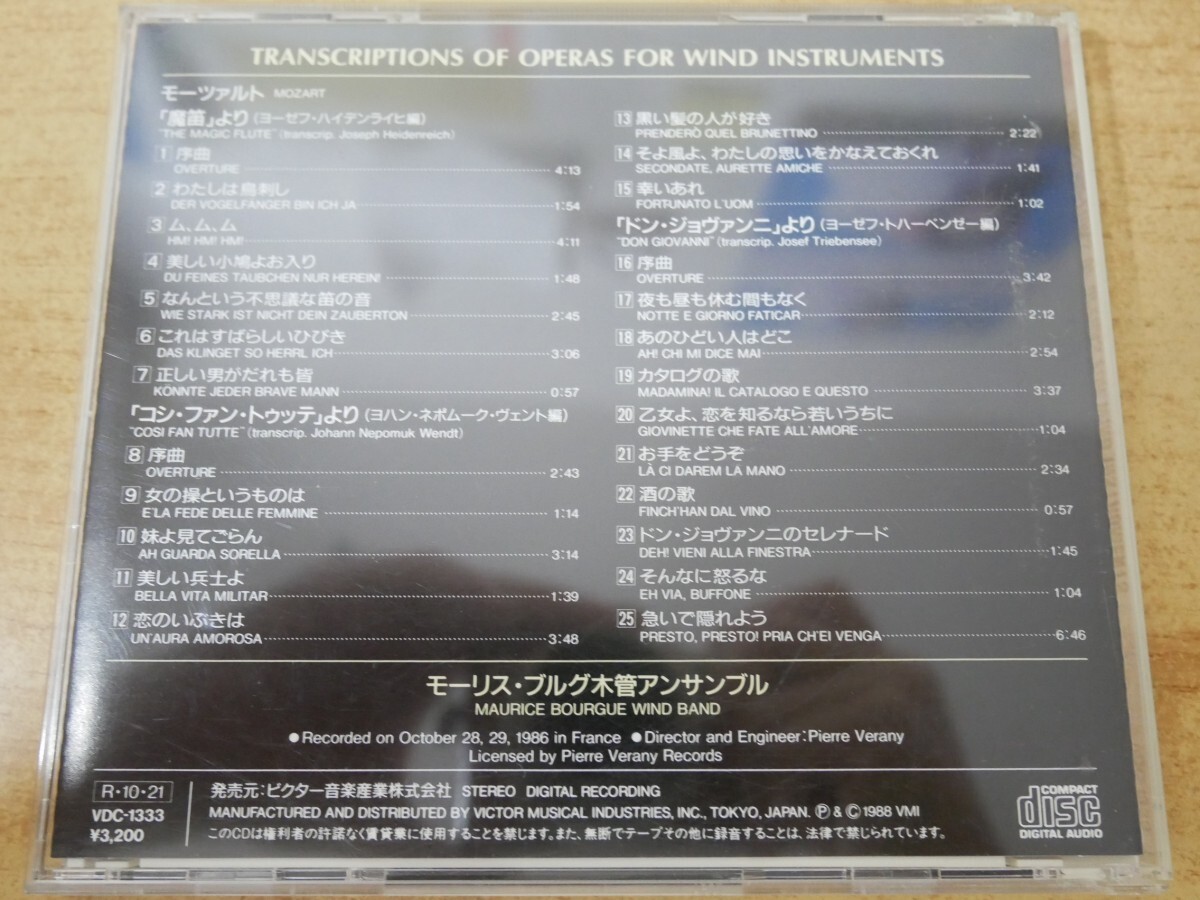 TRANSCRIPTIONS OF OPERAS FOR WIND INSTRUMENTS
モーツァルト MOZART
「魔笛」より(ヨーゼフ・ハイデンライヒ編)
"THE MAGIC FLUTE" (transcrip. Joseph Heidenreich)
1 序曲
OVERTURE 4:13
2 わたしは鳥刺し
DER VOGELFÄNGER BIN ICH JA 1:54
3 ム、ム、ム
HM! HM! HM! 4:11
4 美しい小鳩よお入り
DU FEINES TÄUBCHEN NUR HEREIN! 1:48
5 なんという不思議な笛の音
WIE STARK IST NICHT DEIN ZAUBERTON 2:45
6 これはすばらしいひびき
DAS KLINGET SO HERRL ICH 3:06
7 正しい男がだれも皆
KÖNNTE JEDER BRAVE MANN 0:57
「コシ・ファン・トゥッテ」より(ヨハン・ネポムーク・ヴェント編)
"COSI FAN TUTTE" (transcrip. Johann Nepomuk Wendt)
8 序曲
OVERTURE 2:43
9 女の操というものは
E'LA FEDE DELLE FEMMINE 1:14
10 妹よ見てごらん
AH GUARDA SORELLA 3:14
11 美しい兵士よ
BELLA VITA MILITAR 1:39
12 恋のいぶきは
UN'AURA AMOROSA 3:48
13 黒い髪の人が好き
PRENDERÒ QUEL BRUNETTINO 2:22
14 そよ風よ、わたしの思いをかなえておくれ
SECONDATE, AURETTE AMICHE 1:41
15 幸いあれ
FORTUNATO L'UOM 1:02
「ドン・ジョヴァンニ」より(ヨーゼフ・トハーベンゼー編)
"DON GIOVANNI" (transcrip. Josef Triebensee)
16 序曲
OVERTURE 3:42
17 夜も昼も休む間もなく
NOTTE E GIORNO FATICAR 2:12
18 あのひどい人はどこ
AH! CHI MI DICE MAI 2:54
19 カタログの歌
MADAMINA! IL CATALOGO E QUESTO 3:37
20 乙女よ、恋を知るなら若いうちに
GIOVINETTE CHE FATE ALL'AMORE 1:04
21 お手をどうぞ
LÀ CI DAREM LA MANO 2:34
22 酒の歌
FINCH'HAN DAL VINO 0:57
23 ドン・ジョヴァンニのセレナード
DEH! VIENI ALLA FINESTRA 1:45
24 そんなに怒るな
EH VIA, BUFFONE 1:04
25 急いで隠れよう
PRESTO, PRESTO! PRIA CH'EI VENGA 6:46
モーリス・ブルグ木管アンサンブル
MAURICE BOURGUE WIND BAND
●Recorded on October 28, 29, 1986 in France ●Director and Engineer: Pierre Verany
Licensed by Pierre Verany Records
R・10・21
VDC-1333
¥3,200
発売元:ビクター音楽産業株式会社 STEREO DIGITAL RECORDING
MANUFACTURED AND DISTRIBUTED BY VICTOR MUSICAL INDUSTRIES, INC., TOKYO, JAPAN. Ⓟ & © 1988 VMI
このCDは権利者の許諾なく賃貸業に使用することを禁じます。また、無断でテープその他に録音することは、法律で禁じられています。
COMPACT
disc
DIGITAL AUDIO